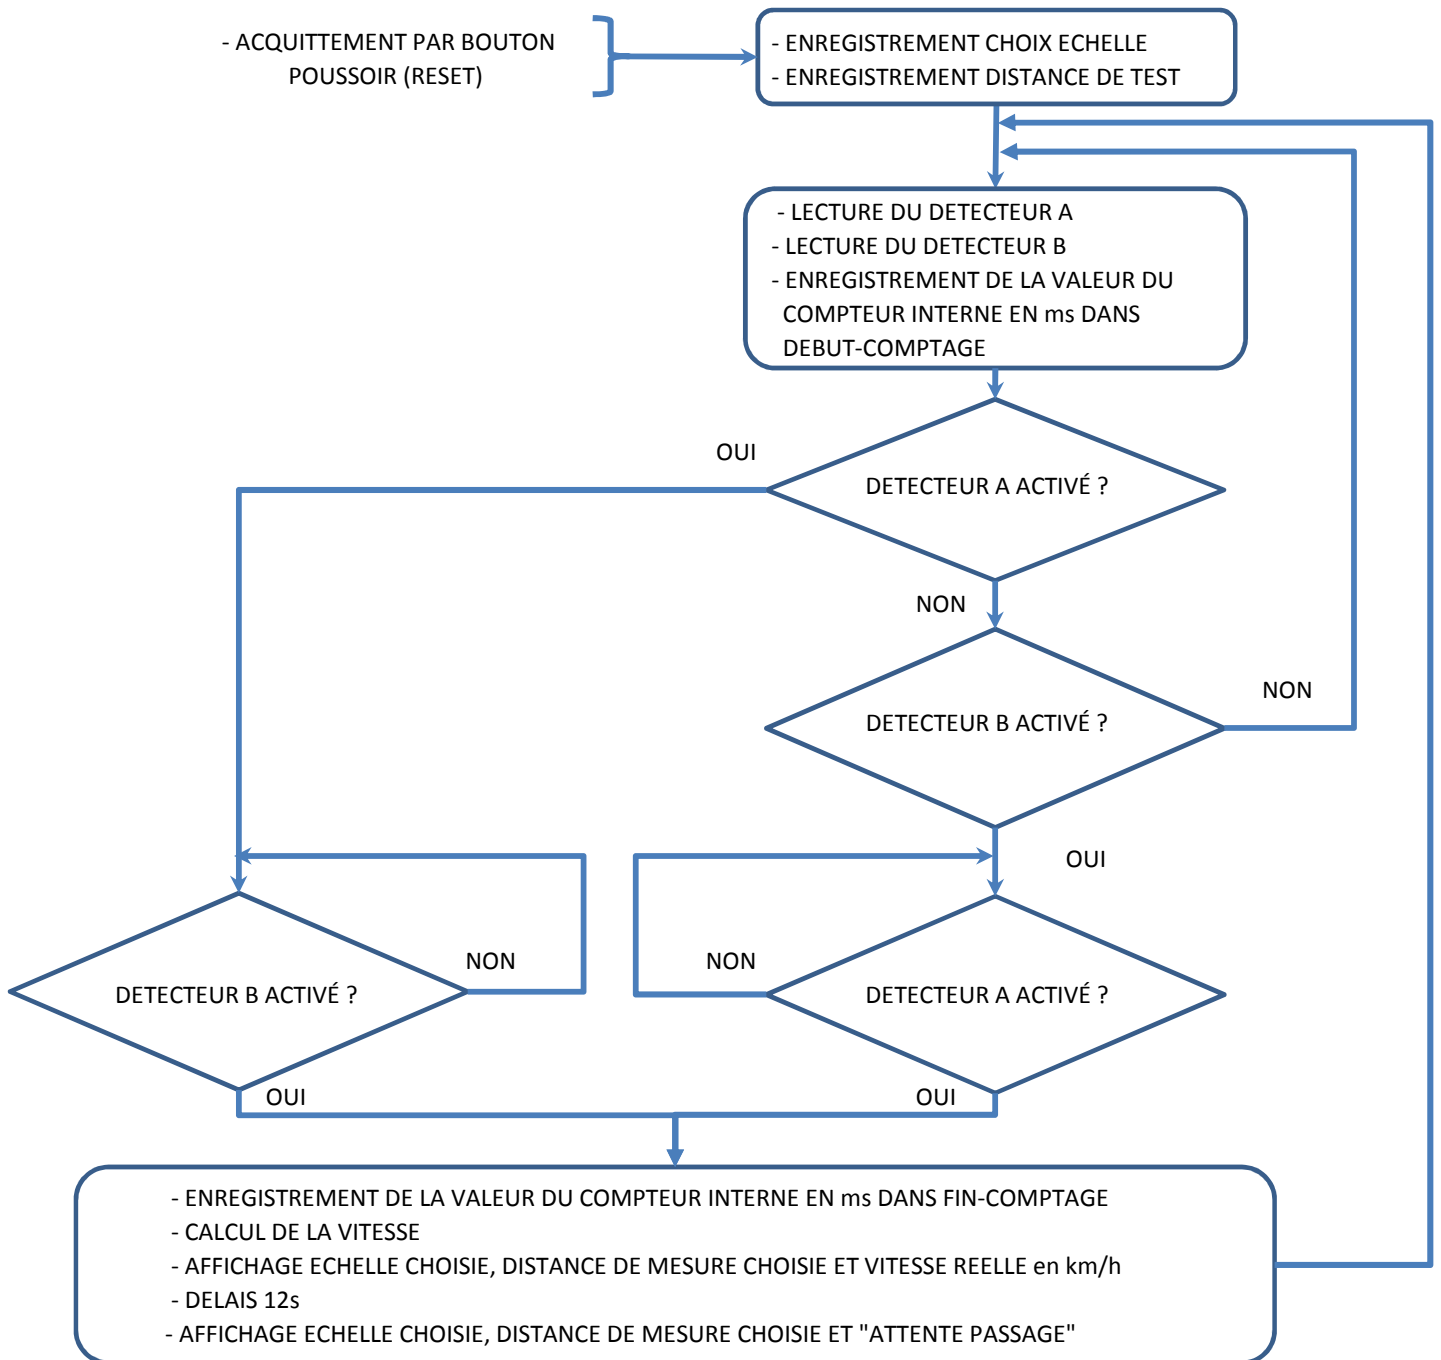 - ACQUITTEMENT PAR BOUTON
POUSSOIR (RESET)
- ENREGISTREMENT CHOIX ECHELLE
- ENREGISTREMENT DISTANCE DE TEST
- LECTURE DU DETECTEUR A
- LECTURE DU DETECTEUR B
- ENREGISTREMENT DE LA VALEUR DU
COMPTEUR INTERNE EN ms DANS
DEBUT-COMPTAGE
OUI
DETECTEUR A ACTIVÉ ?
NON
DETECTEUR B ACTIVÉ ?
NON
OUI
DETECTEUR B ACTIVÉ ?
NON
NON
DETECTEUR A ACTIVÉ ?
OUI
OUI
- ENREGISTREMENT DE LA VALEUR DU COMPTEUR INTERNE EN ms DANS FIN-COMPTAGE
- CALCUL DE LA VITESSE
- AFFICHAGE ECHELLE CHOISIE, DISTANCE DE MESURE CHOISIE ET VITESSE REELLE en km/h
- DELAIS 12s
- AFFICHAGE ECHELLE CHOISIE, DISTANCE DE MESURE CHOISIE ET "ATTENTE PASSAGE"